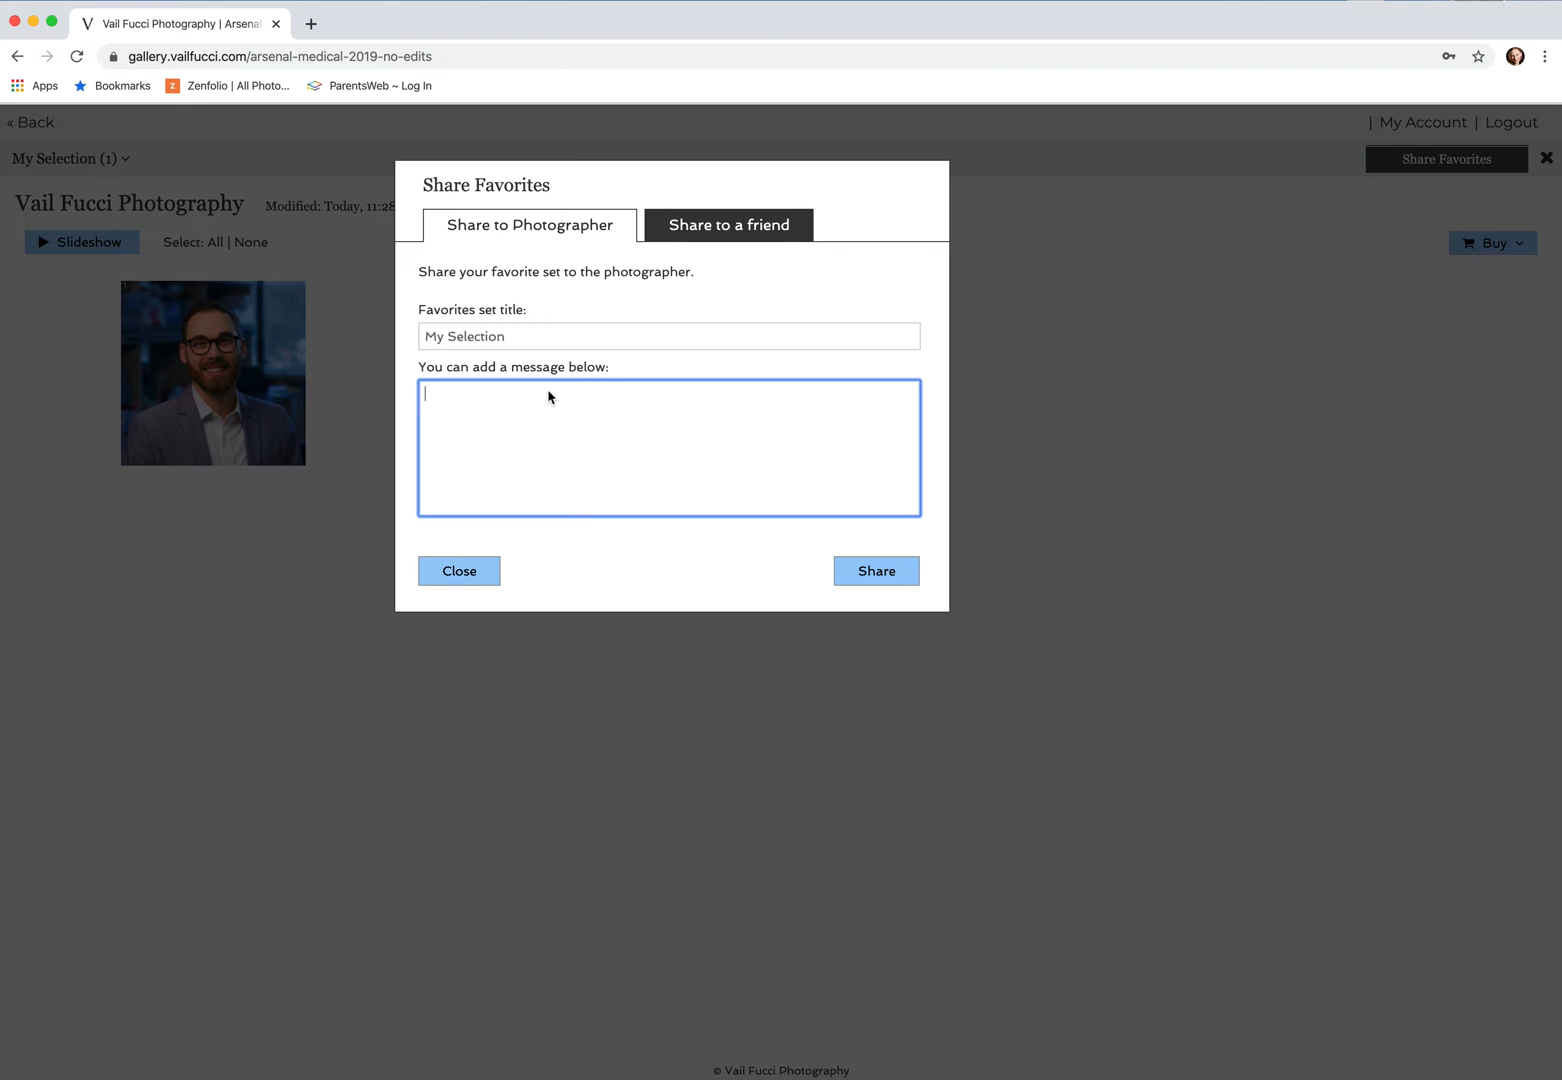 Vail Fucci Photography | Arsena
gallery.vailfucci.com/arsenal-medical-2019-no-edits
Apps Bookmarks Zenfolio | All Photo... ParentsWeb ~ Log In
« Back | My Account | Logout
My Selection (1) Share Favorites
Vail Fucci Photography Modified: Today, 11:28
Slideshow Select: All | None Buy
Share Favorites
Share to Photographer Share to a friend
Share your favorite set to the photographer.
Favorites set title:
My Selection
You can add a message below:
Close Share
© Vail Fucci Photography